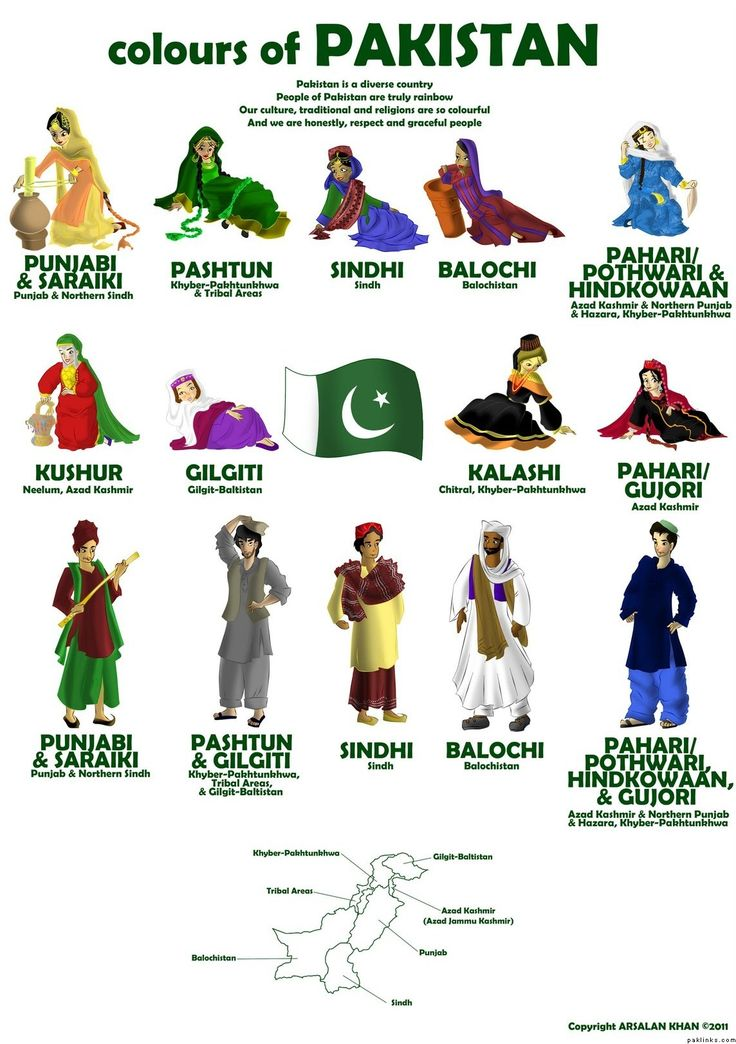 colours of PAKISTAN
Pakistan is a diverse country
People of Pakistan are truly rainbow
Our culture, traditional and religions are so colourful
And we are honestly, respect and graceful people
PUNJABI
& SARAIKI
Punjab & Northern Sindh
PASHTUN
Khyber-Pakhtunkhwa
& Tribal Areas
SINDHI
Sindh
BALOCHI
Balochistan
PAHARI/
POTHWARI &
HINDKOWAAN
Azad Kashmir & Northern Punjab
& Hazara, Khyber-Pakhtunkhwa
KUSHUR
Neelum, Azad Kashmir
GILGITI
Gilgit-Baltistan
KALASHI
Chitral, Khyber-Pakhtunkhwa
PAHARI/
GUJORI
Azad Kashmir
PUNJABI
& SARAIKI
Punjab & Northern Sindh
PASHTUN
& GILGITI
Khyber-Pakhtunkhwa,
Tribal Areas,
& Gilgit-Baltistan
SINDHI
Sindh
BALOCHI
Balochistan
PAHARI/
POTHWARI,
HINDKOWAAN,
& GUJORI
Azad Kashmir & Northern Punjab
& Hazara, Khyber-Pakhtunkhwa
Khyber-Pakhtunkhwa
Gilgit-Baltistan
Tribal Areas
Azad Kashmir
(Azad Jammu Kashmir)
Punjab
Balochistan
Sindh
Copyright ARSALAN KHAN ©2011
paklinks.com